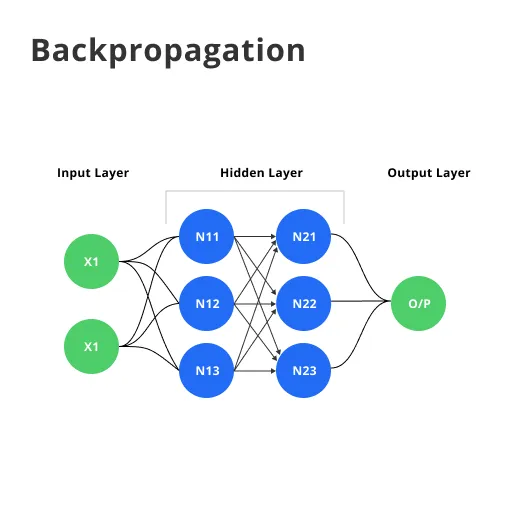 Backpropagation
Input Layer
Hidden Layer
Output Layer
N11
N21
X1
N12
N22
O/P
X1
N13
N23